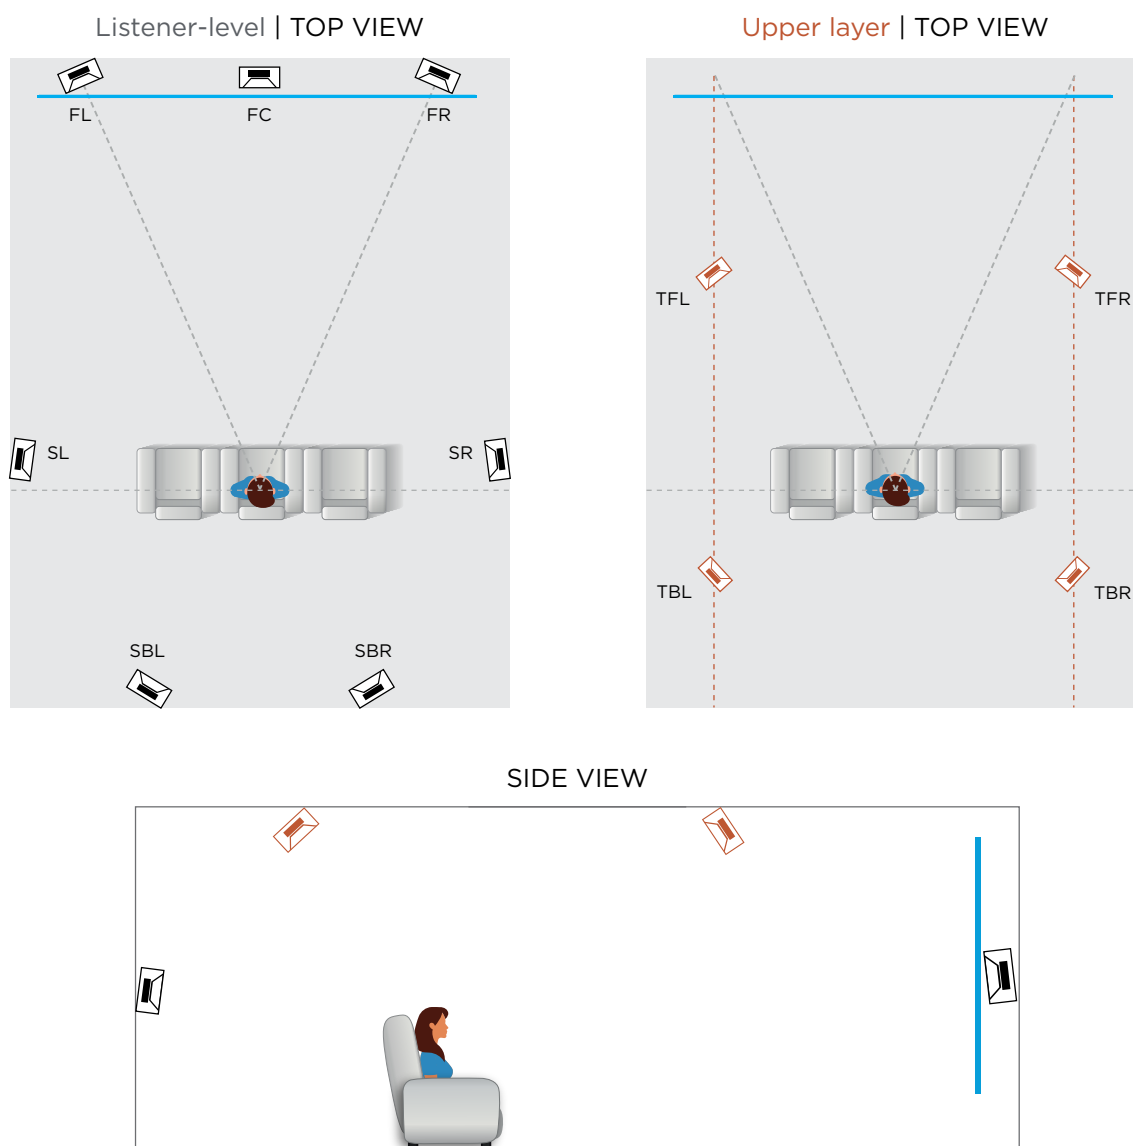 Listener-level | TOP VIEW
Upper layer | TOP VIEW
FL
FC
FR
TFL
TFR
SL
SR
TBL
TBR
SBL
SBR
SIDE VIEW